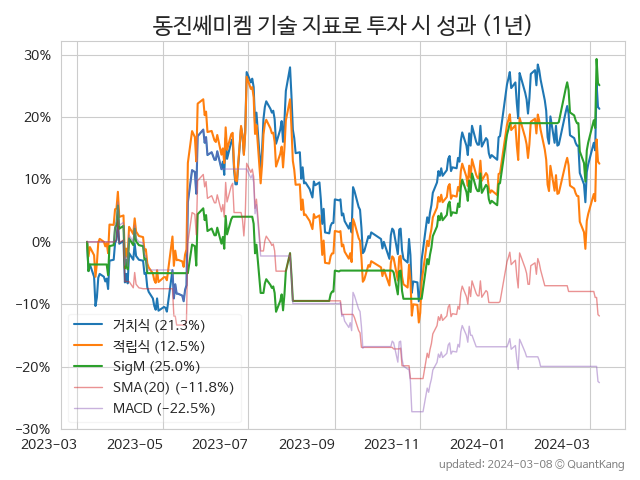 동진쎄미켐 기술 지표로 투자 시 성과 (1년)
30%
20%
10%
0%
−10%
−20%
−30%
거치식 (21.3%)
적립식 (12.5%)
SigM (25.0%)
SMA(20) (−11.8%)
MACD (−22.5%)
2023-03
2023-05
2023-07
2023-09
2023-11
2024-01
2024-03
updated: 2024-03-08 © QuantKang